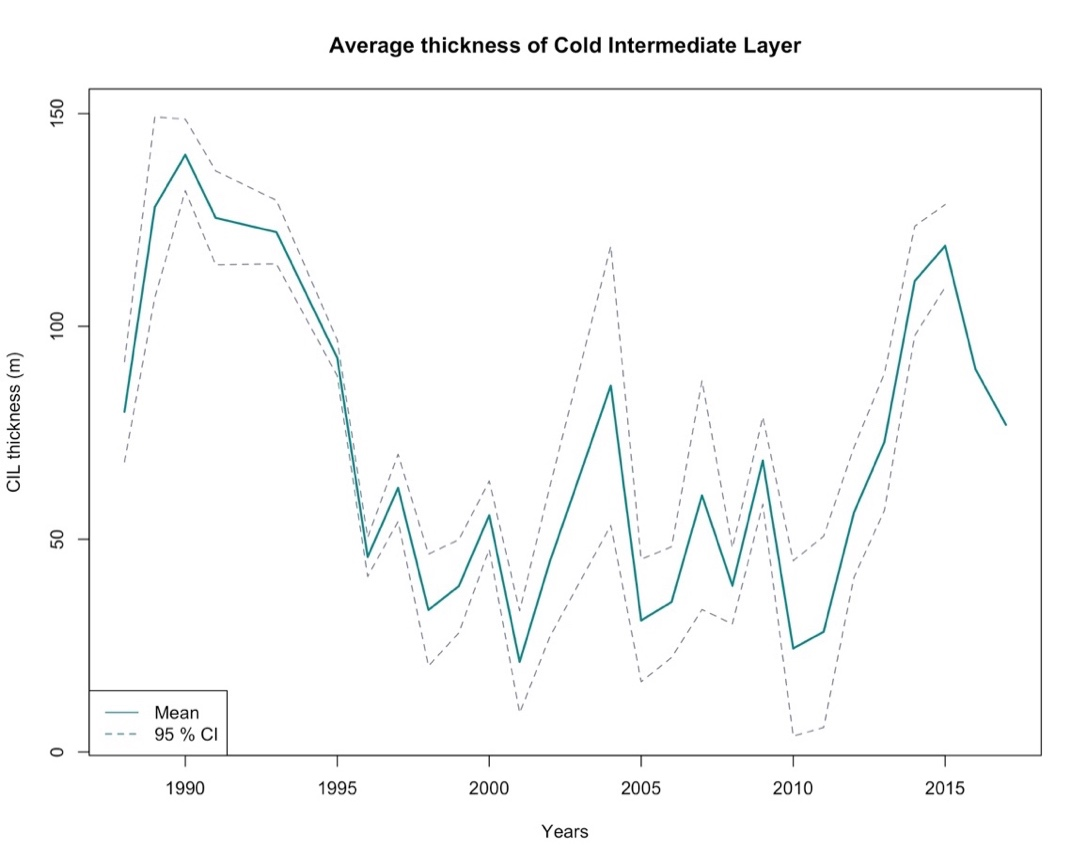 Average thickness of Cold Intermediate Layer
150
100
50
0
CIL thickness (m)
Mean
95 % CI
1990
1995
2000
2005
2010
2015
Years